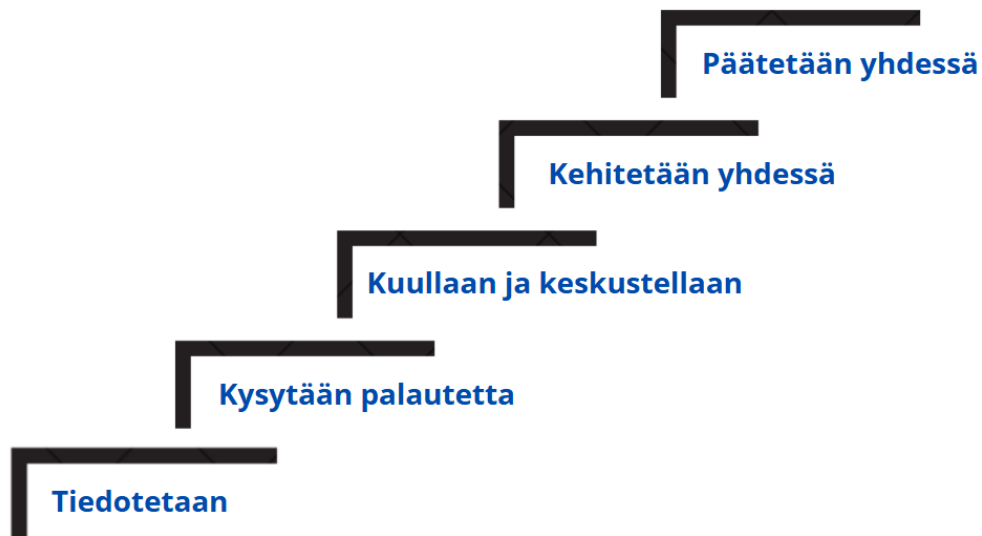 Päätetään yhdessä
Kehitetään yhdessä
Kuullaan ja keskustellaan
Kysytään palautetta
Tiedotetaan